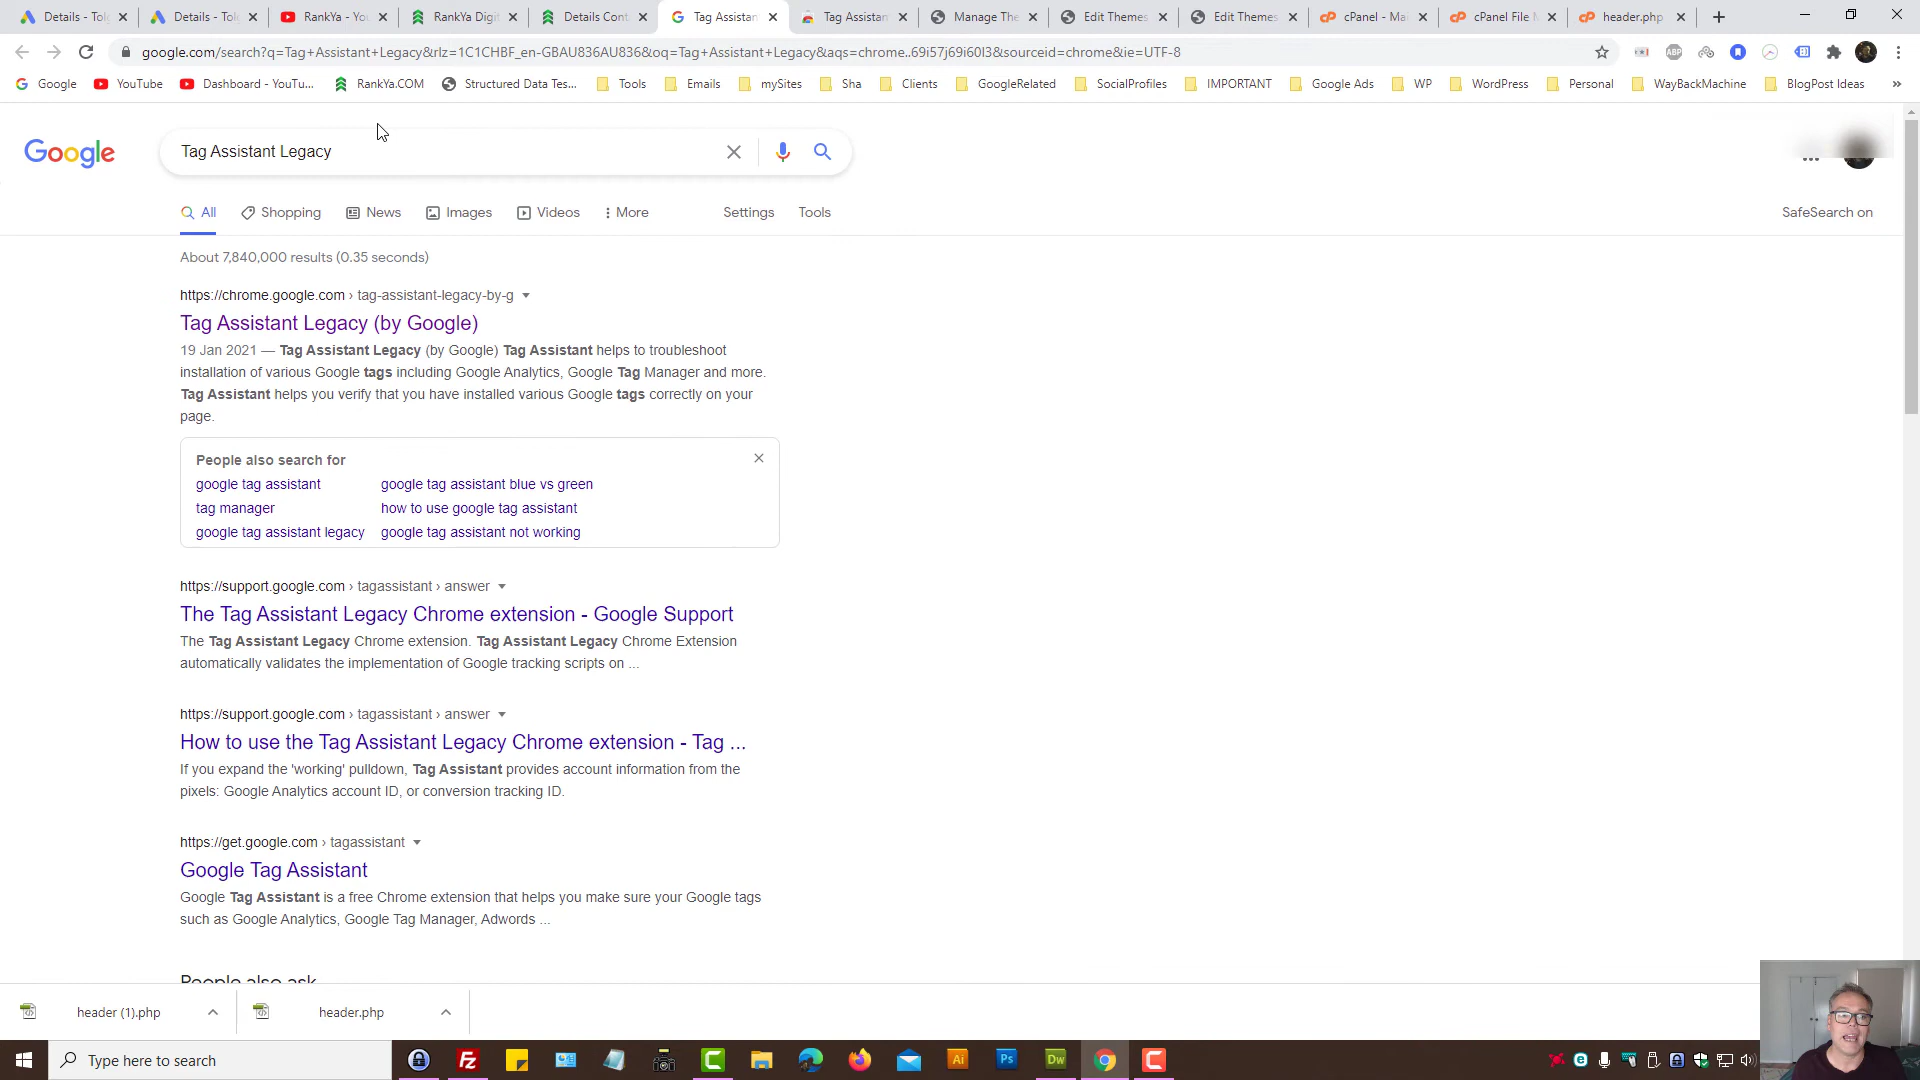 Details - Tol
Details - Tol
RankYa - Yo
RankYa Digit
Details Cont
Tag Assistan
Tag Assistan
Manage The
Edit Themes
Edit Themes
cPanel - Ma
cPanel File M
header.php
google.com/search?q=Tag+Assistant+Legacy&rlz=1C1CHBF_en-GBAU836AU836&oq=Tag+Assistant+Legacy&aqs=chrome..69i57j69i60l3&sourceid=chrome&ie=UTF-8
Google
YouTube
Dashboard - YouTu...
RankYa.COM
Structured Data Tes...
Tools
Emails
mySites
Sha
Clients
GoogleRelated
SocialProfiles
IMPORTANT
Google Ads
WP
WordPress
Personal
WayBackMachine
BlogPost Ideas
»
Google
Tag Assistant Legacy
All
Shopping
News
Images
Videos
More
Settings
Tools
SafeSearch on
About 7,840,000 results (0.35 seconds)
https://chrome.google.com › tag-assistant-legacy-by-g
Tag Assistant Legacy (by Google)
19 Jan 2021 — Tag Assistant Legacy (by Google) Tag Assistant helps to troubleshoot
installation of various Google tags including Google Analytics, Google Tag Manager and more.
Tag Assistant helps you verify that you have installed various Google tags correctly on your
page.
People also search for
google tag assistant
google tag assistant blue vs green
tag manager
how to use google tag assistant
google tag assistant legacy
google tag assistant not working
https://support.google.com › tagassistant › answer
The Tag Assistant Legacy Chrome extension - Google Support
The Tag Assistant Legacy Chrome extension. Tag Assistant Legacy Chrome Extension
automatically validates the implementation of Google tracking scripts on ...
https://support.google.com › tagassistant › answer
How to use the Tag Assistant Legacy Chrome extension - Tag ...
If you expand the 'working' pulldown, Tag Assistant provides account information from the
pixels: Google Analytics account ID, or conversion tracking ID.
https://get.google.com › tagassistant
Google Tag Assistant
Google Tag Assistant is a free Chrome extension that helps you make sure your Google tags
such as Google Analytics, Google Tag Manager, Adwords ...
People also ask
header (1).php
header.php
Type here to search
Fz
Ai
Ps
Dw